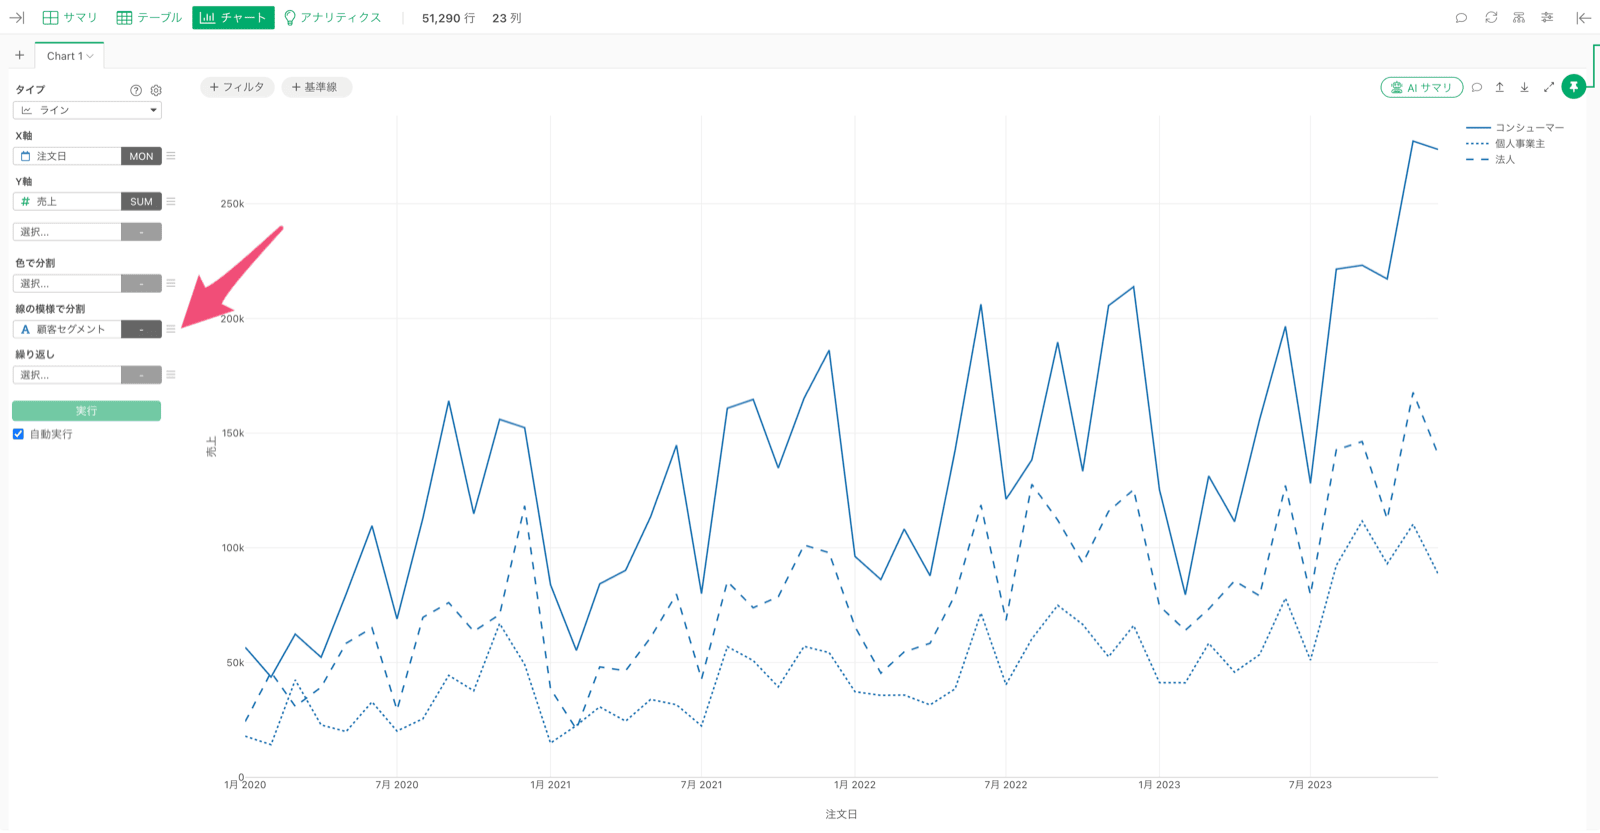 サマリ テーブル チャート アナリティクス 51,290 行 23 列
Chart 1
タイプ
ライン
X軸
注文日 MON
Y軸
# 売上 SUM
選択... -
色で分割
選択... -
線の模様で分割
A 顧客セグメント -
繰り返し
選択... -
実行
自動実行
+ フィルタ + 基準線
AI サマリ
コンシューマー
個人事業主
法人
250k
200k
150k
100k
50k
0
売上
1月 2020 7月 2020 1月 2021 7月 2021 1月 2022 7月 2022 1月 2023 7月 2023
注文日